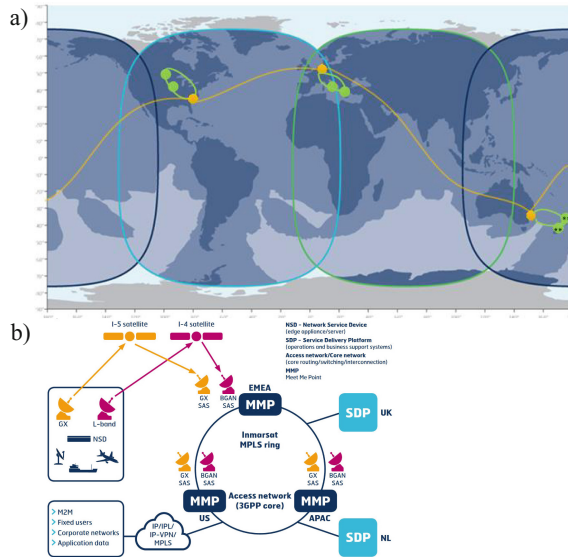 a)
b)
I-5 satellite
I-4 satellite
NSD - Network Service Device
(edge appliance/server)
SDP - Service Delivery Platform
(operations and business support systems)
Access network/Core network
(core routing/switching/interconnection)
MMP
Meet Me Point
GX
SAS
BGAN
SAS
EMEA
MMP
SDP
UK
GX
L-band
NSD
Inmarsat
MPLS ring
GX
SAS
BGAN
SAS
GX
SAS
BGAN
SAS
Access network
(3GPP core)
MMP
US
MMP
APAC
M2M
Fixed users
Corporate networks
Application data
IP/IPL/
IP-VPN/
MPLS
SDP
NL